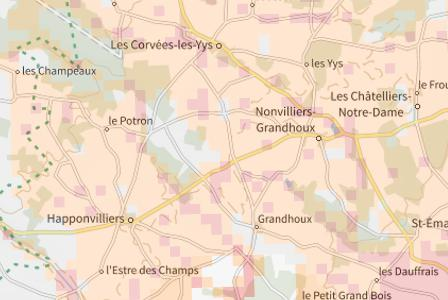 Les Corvées-les-Yys
les Yys
les Champeaux
Les Châtelliers-
Notre-Dame
le Frou
Nonvilliers-
Grandhoux
le Potron
Happonvilliers
Grandhoux
St-Éma
l'Estre des Champs
les Dauffrais
le Petit Grand Bois